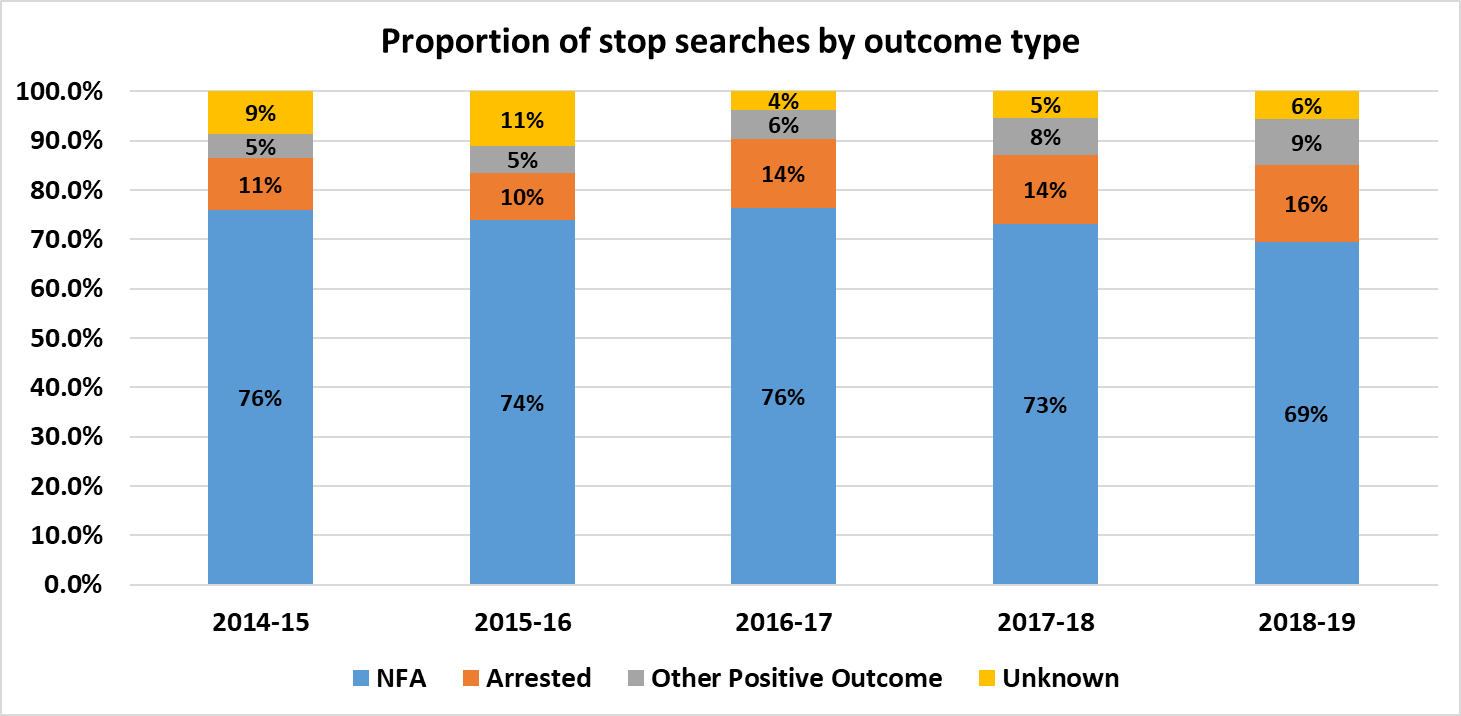 Proportion of stop searches by outcome type
100.0%
90.0%
80.0%
70.0%
60.0%
50.0%
40.0%
30.0%
20.0%
10.0%
0.0%
9% 11% 4% 5% 6%
5% 5% 6% 8% 9%
11% 10% 14% 14% 16%
76% 74% 76% 73% 69%
2014-15 2015-16 2016-17 2017-18 2018-19
NFA Arrested Other Positive Outcome Unknown